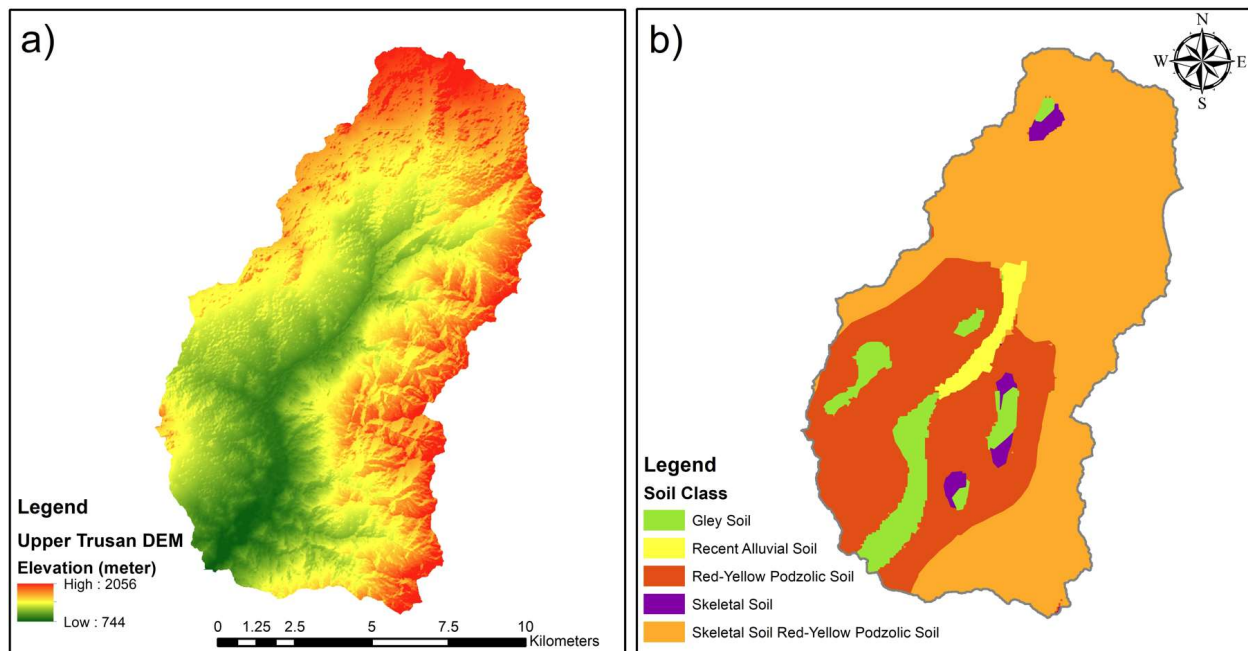 a)
Legend
Upper Trusan DEM
Elevation (meter)
High : 2056
Low : 744
0 1.25 2.5 5 7.5 10
Kilometers
b)
N
W E
S
Legend
Soil Class
Gley Soil
Recent Alluvial Soil
Red-Yellow Podzolic Soil
Skeletal Soil
Skeletal Soil Red-Yellow Podzolic Soil